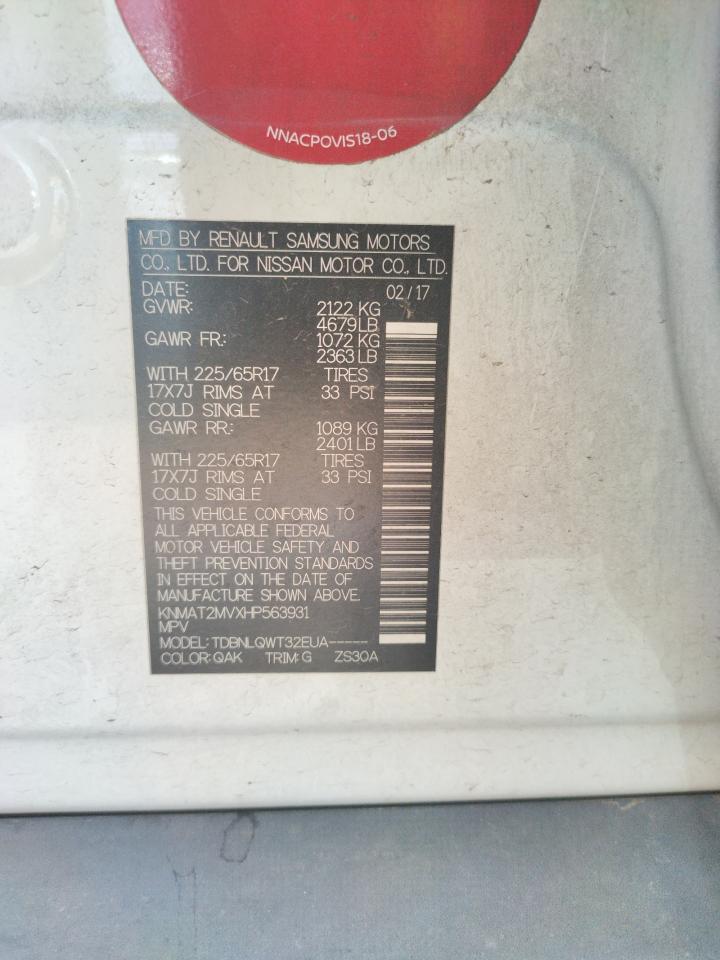 NNACPOVIS18-06
MFD BY RENAULT SAMSUNG MOTORS
CO., LTD. FOR NISSAN MOTOR CO., LTD.
DATE: 02/17
GVWR: 2122 KG
4679LB
GAWR FR.: 1072 KG
2363 LB
WITH 225/65R17 TIRES
17X7J RIMS AT 33 PSI
COLD SINGLE
GAWR RR.: 1089 KG
2401LB
WITH 225/65R17 TIRES
17X7J RIMS AT 33 PSI
COLD SINGLE
THIS VEHICLE CONFORMS TO
ALL APPLICABLE FEDERAL
MOTOR VEHICLE SAFETY AND
THEFT PREVENTION STANDARDS
IN EFFECT ON THE DATE OF
MANUFACTURE SHOWN ABOVE.
KNMAT2MVXHP563931
MPV
MODEL: TDBNLQWT32EUA-----
COLOR: QAK TRIM: G ZS30A